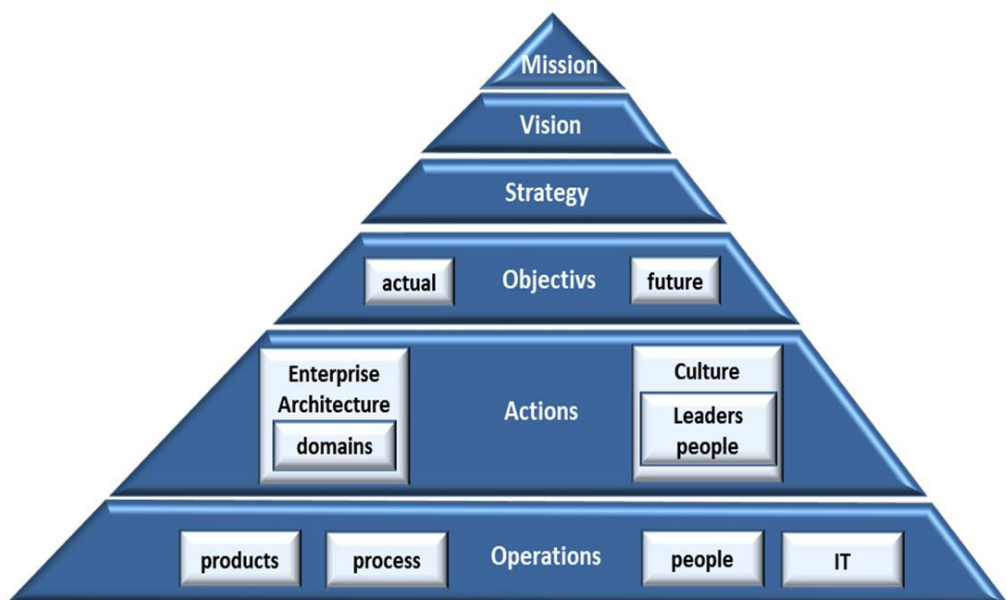 Mission
Vision
Strategy
actual
Objectivs
future
Enterprise
Architecture
domains
Actions
Culture
Leaders
people
products
process
Operations
people
IT